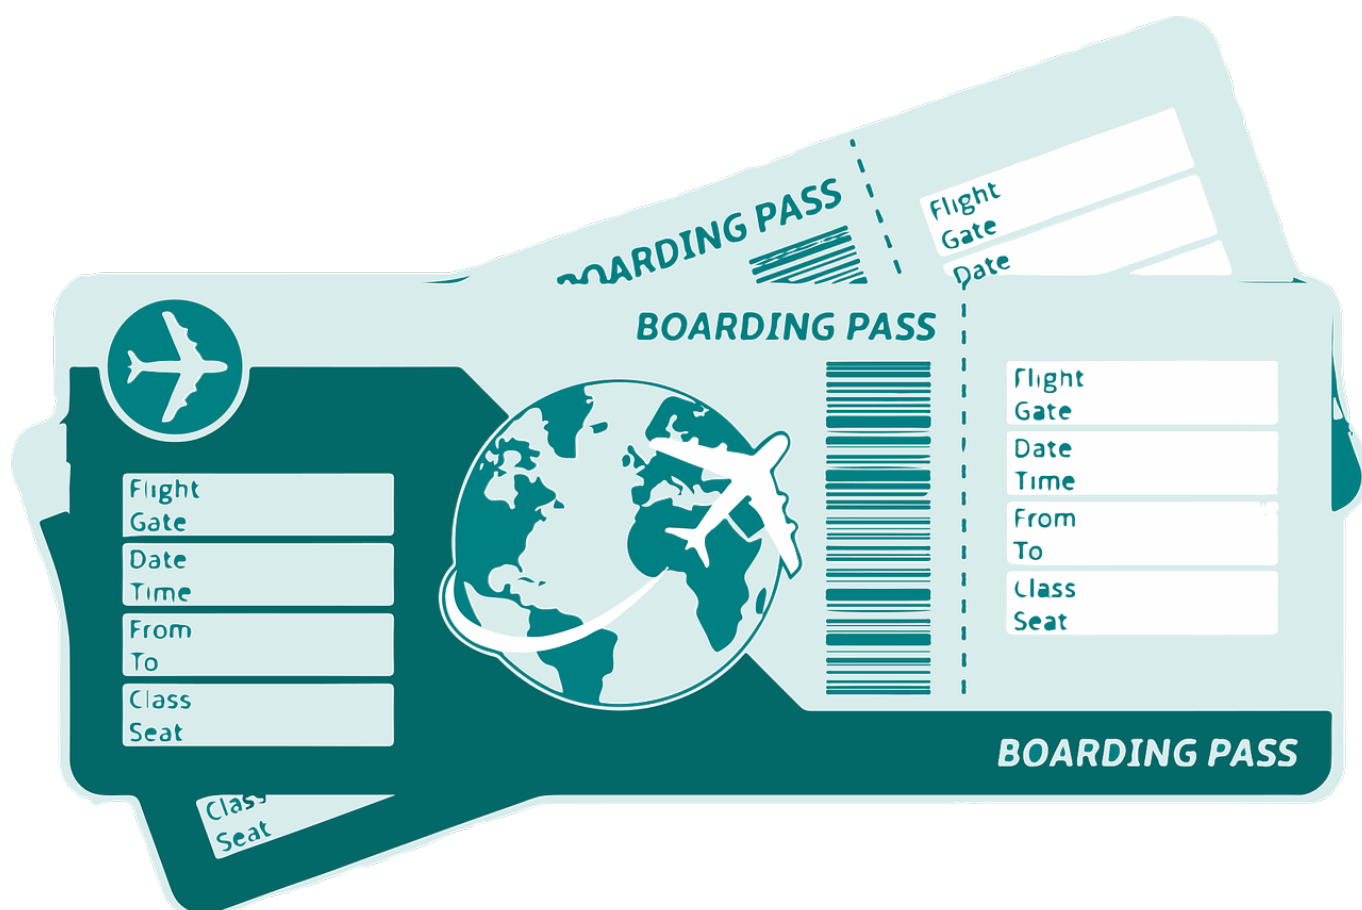 BOARDING PASS
Flight
Gate
Date
BOARDING PASS
Flight
Gate
Date
Time
From
To
Class
Seat
Flight
Gate
Date
Time
From
To
Class
Seat
BOARDING PASS
Class
Seat